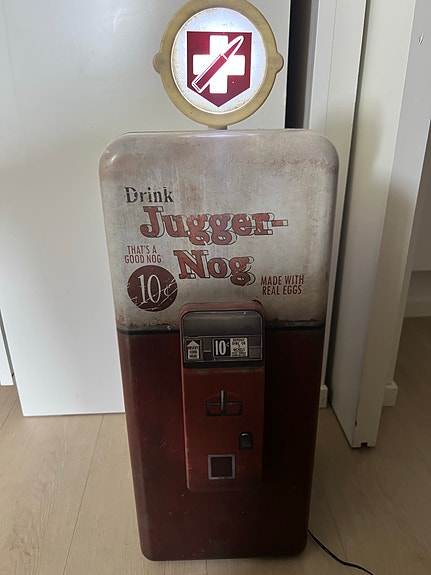 Drink
Jugger-
Nog
THAT'S A
GOOD NOG
10¢
MADE WITH
REAL EGGS
10¢